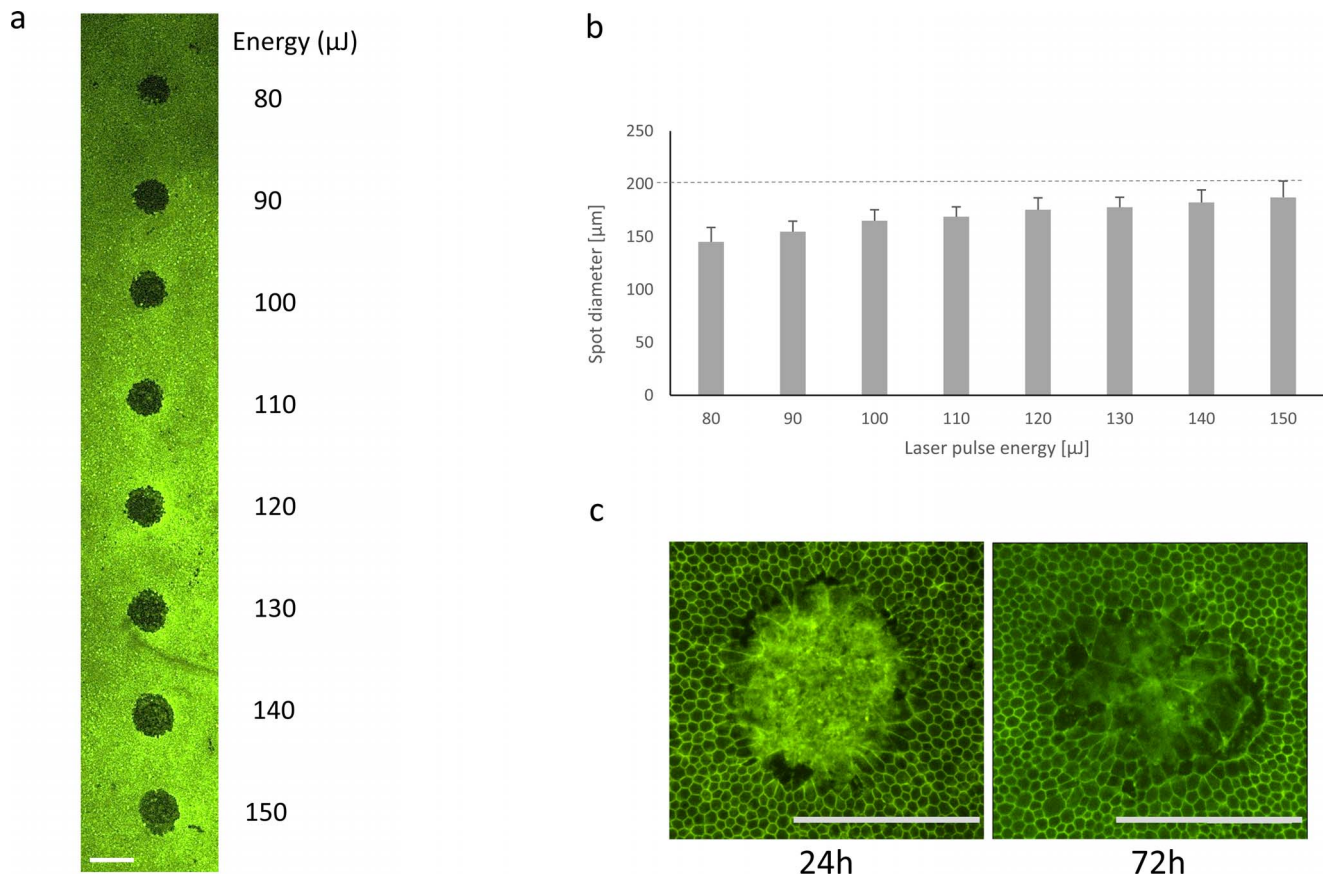 a
Energy (µJ)
80
90
100
110
120
130
140
150
b
250
200
150
100
50
0
Spot diameter [µm]
80 90 100 110 120 130 140 150
Laser pulse energy [µJ]
c
24h 72h